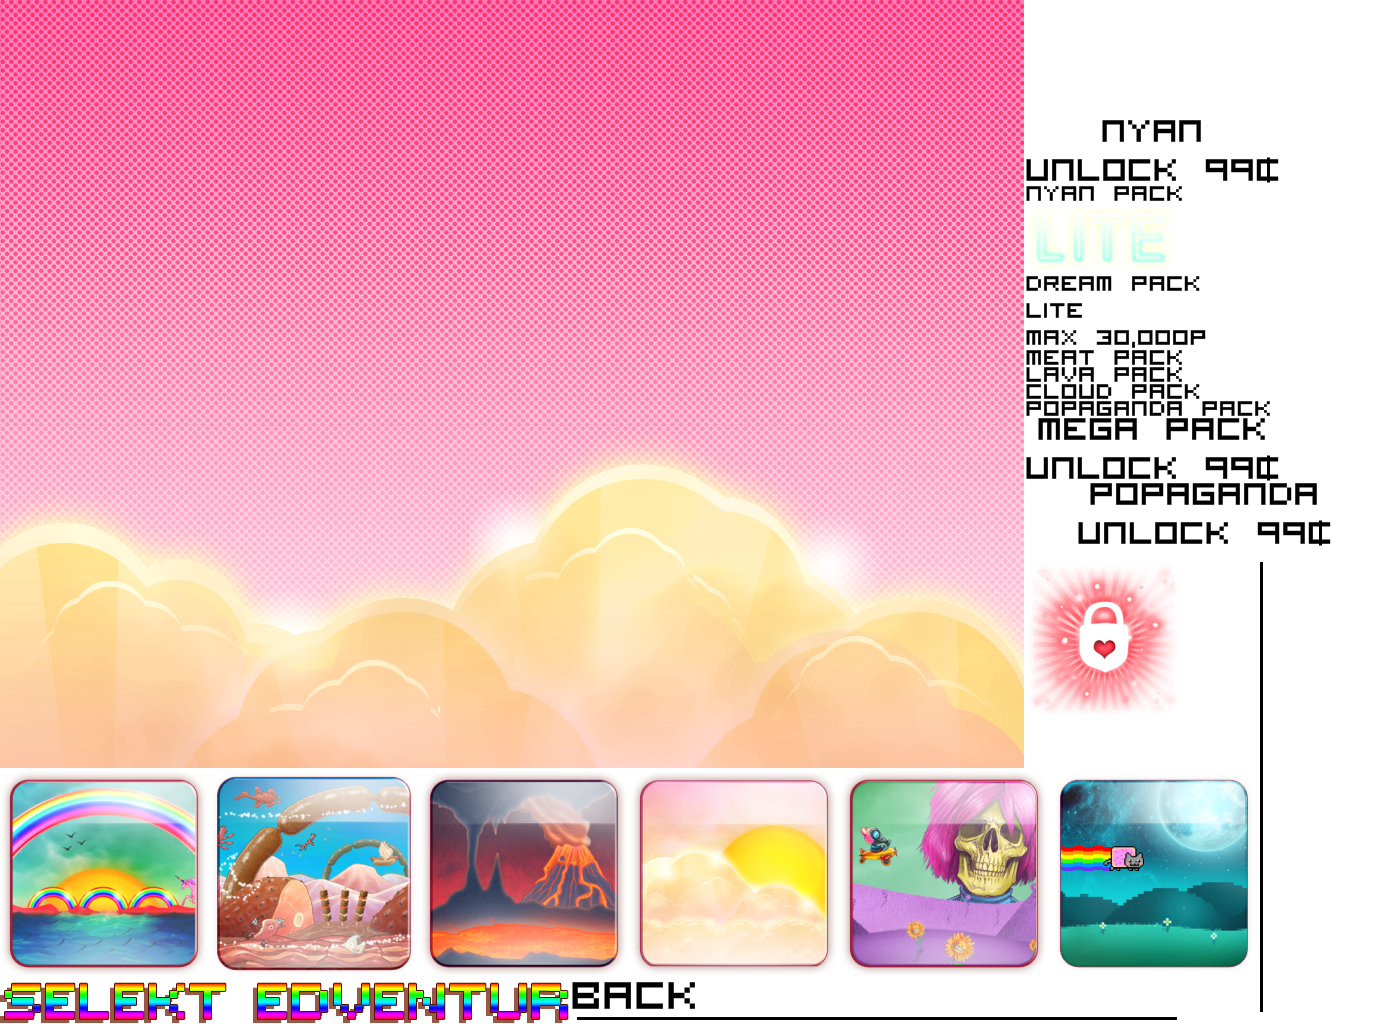 NYAN
UNLOCK 99¢
NYAN PACK
LITE
DREAM PACK
LITE
MAX 30,000P
MEAT PACK
LAVA PACK
CLOUD PACK
POPAGANDA PACK
MEGA PACK
UNLOCK 99¢
POPAGANDA
UNLOCK 99¢
SELEKT EDVENTUR
BACK